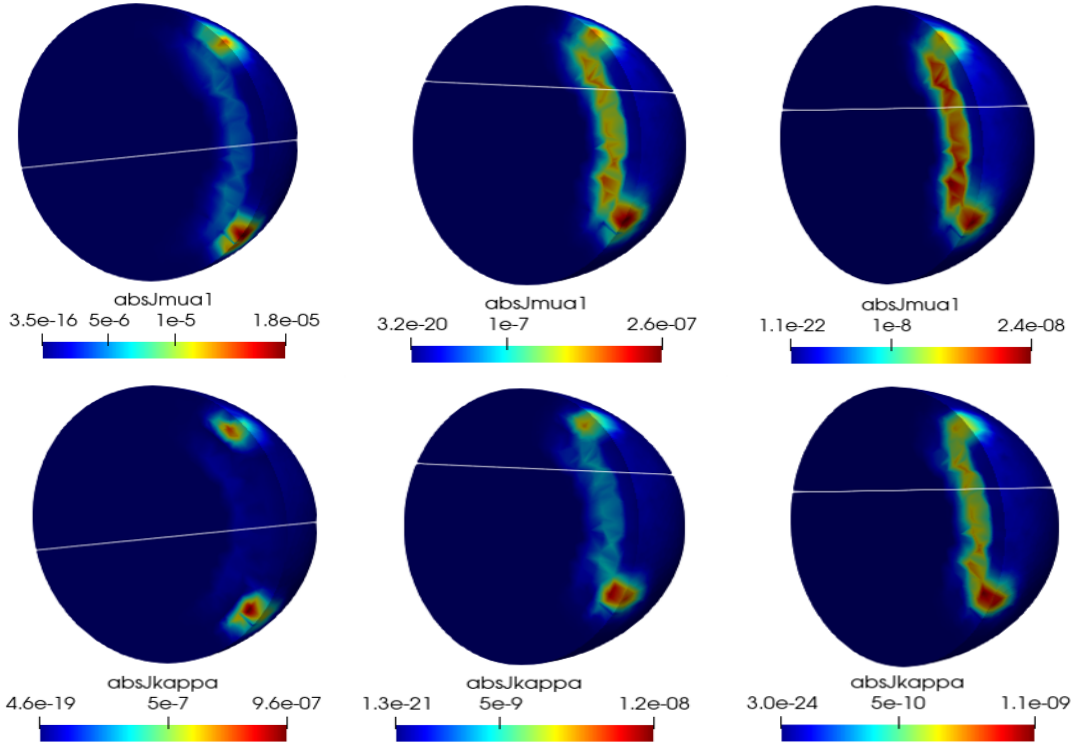 absJmua1
3.5e-16 5e-6 1e-5 1.8e-05
absJmua1
3.2e-20 1e-7 2.6e-07
absJmua1
1.1e-22 1e-8 2.4e-08
absJkappa
4.6e-19 5e-7 9.6e-07
absJkappa
1.3e-21 5e-9 1.2e-08
absJkappa
3.0e-24 5e-10 1.1e-09